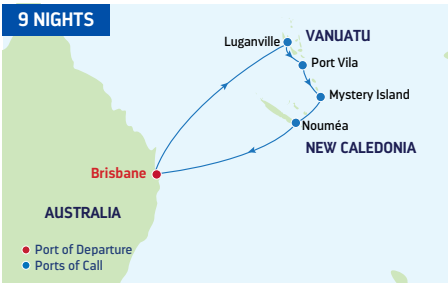 9 NIGHTS
Luganville
VANUATU
Port Vila
Mystery Island
Nouméa
NEW CALEDONIA
Brisbane
AUSTRALIA
Port of Departure
Ports of Call